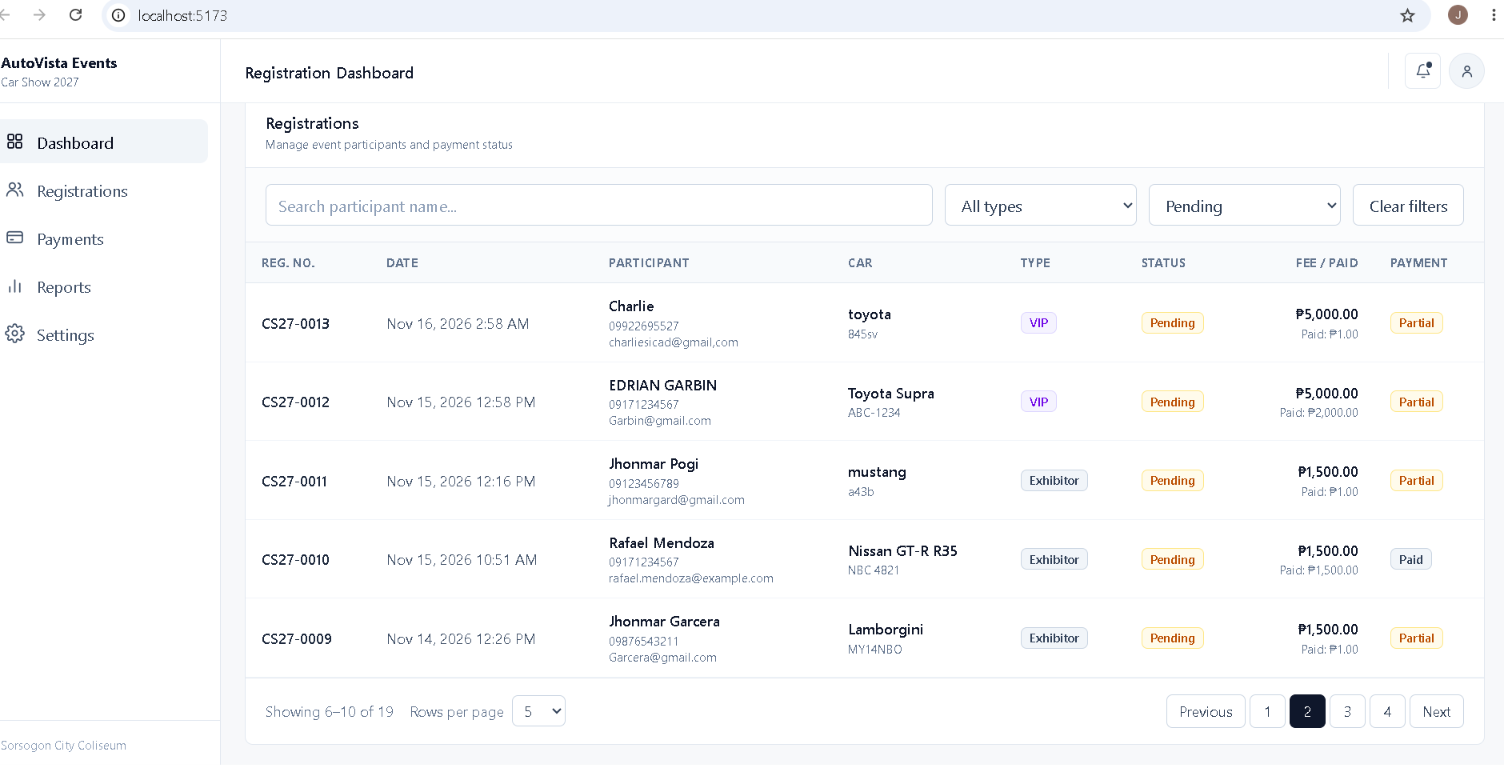 localhost:5173
J
AutoVista Events
Car Show 2027
Registration Dashboard
Dashboard
Registrations
Payments
Reports
Settings
Sorsogon City Coliseum
Registrations
Manage event participants and payment status
Search participant name...
All types
Pending
Clear filters
REG. NO. DATE PARTICIPANT CAR TYPE STATUS FEE / PAID PAYMENT
CS27-0013 Nov 16, 2026 2:58 AM Charlie toyota VIP Pending ₱5,000.00 Partial
09922695527 845sv Paid: ₱1.00
charliesicad@gmail,com
CS27-0012 Nov 15, 2026 12:58 PM EDRIAN GARBIN Toyota Supra VIP Pending ₱5,000.00 Partial
09171234567 ABC-1234 Paid: ₱2,000.00
Garbin@gmail.com
CS27-0011 Nov 15, 2026 12:16 PM Jhonmar Pogi mustang Exhibitor Pending ₱1,500.00 Partial
09123456789 a43b Paid: ₱1.00
jhonmargard@gmail.com
CS27-0010 Nov 15, 2026 10:51 AM Rafael Mendoza Nissan GT-R R35 Exhibitor Pending ₱1,500.00 Paid
09171234567 NBC 4821 Paid: ₱1,500.00
rafael.mendoza@example.com
CS27-0009 Nov 14, 2026 12:26 PM Jhonmar Garcera Lamborgini Exhibitor Pending ₱1,500.00 Partial
09876543211 MY14NBO Paid: ₱1.00
Garcera@gmail.com
Showing 6–10 of 19 Rows per page 5 Previous 1 2 3 4 Next